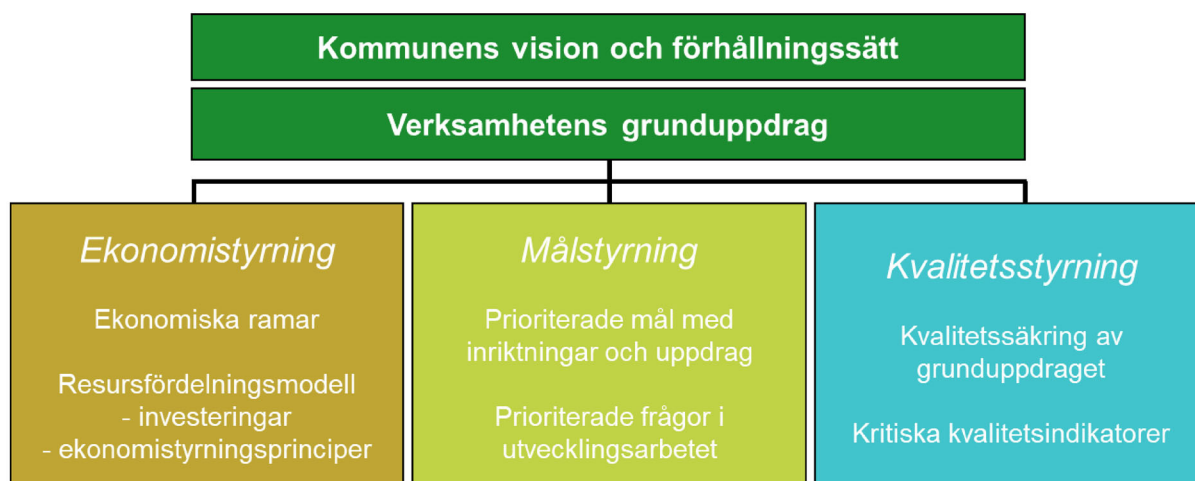 Kommunens vision och förhållningssätt
Verksamhetens grunduppdrag
Ekonomistyrning
Ekonomiska ramar
Resursfördelningsmodell
- investeringar
- ekonomistyrningsprinciper
Målstyrning
Prioriterade mål med
inriktningar och uppdrag
Prioriterade frågor i
utvecklingsarbetet
Kvalitetsstyrning
Kvalitetssäkring av
grunduppdraget
Kritiska kvalitetsindikatorer